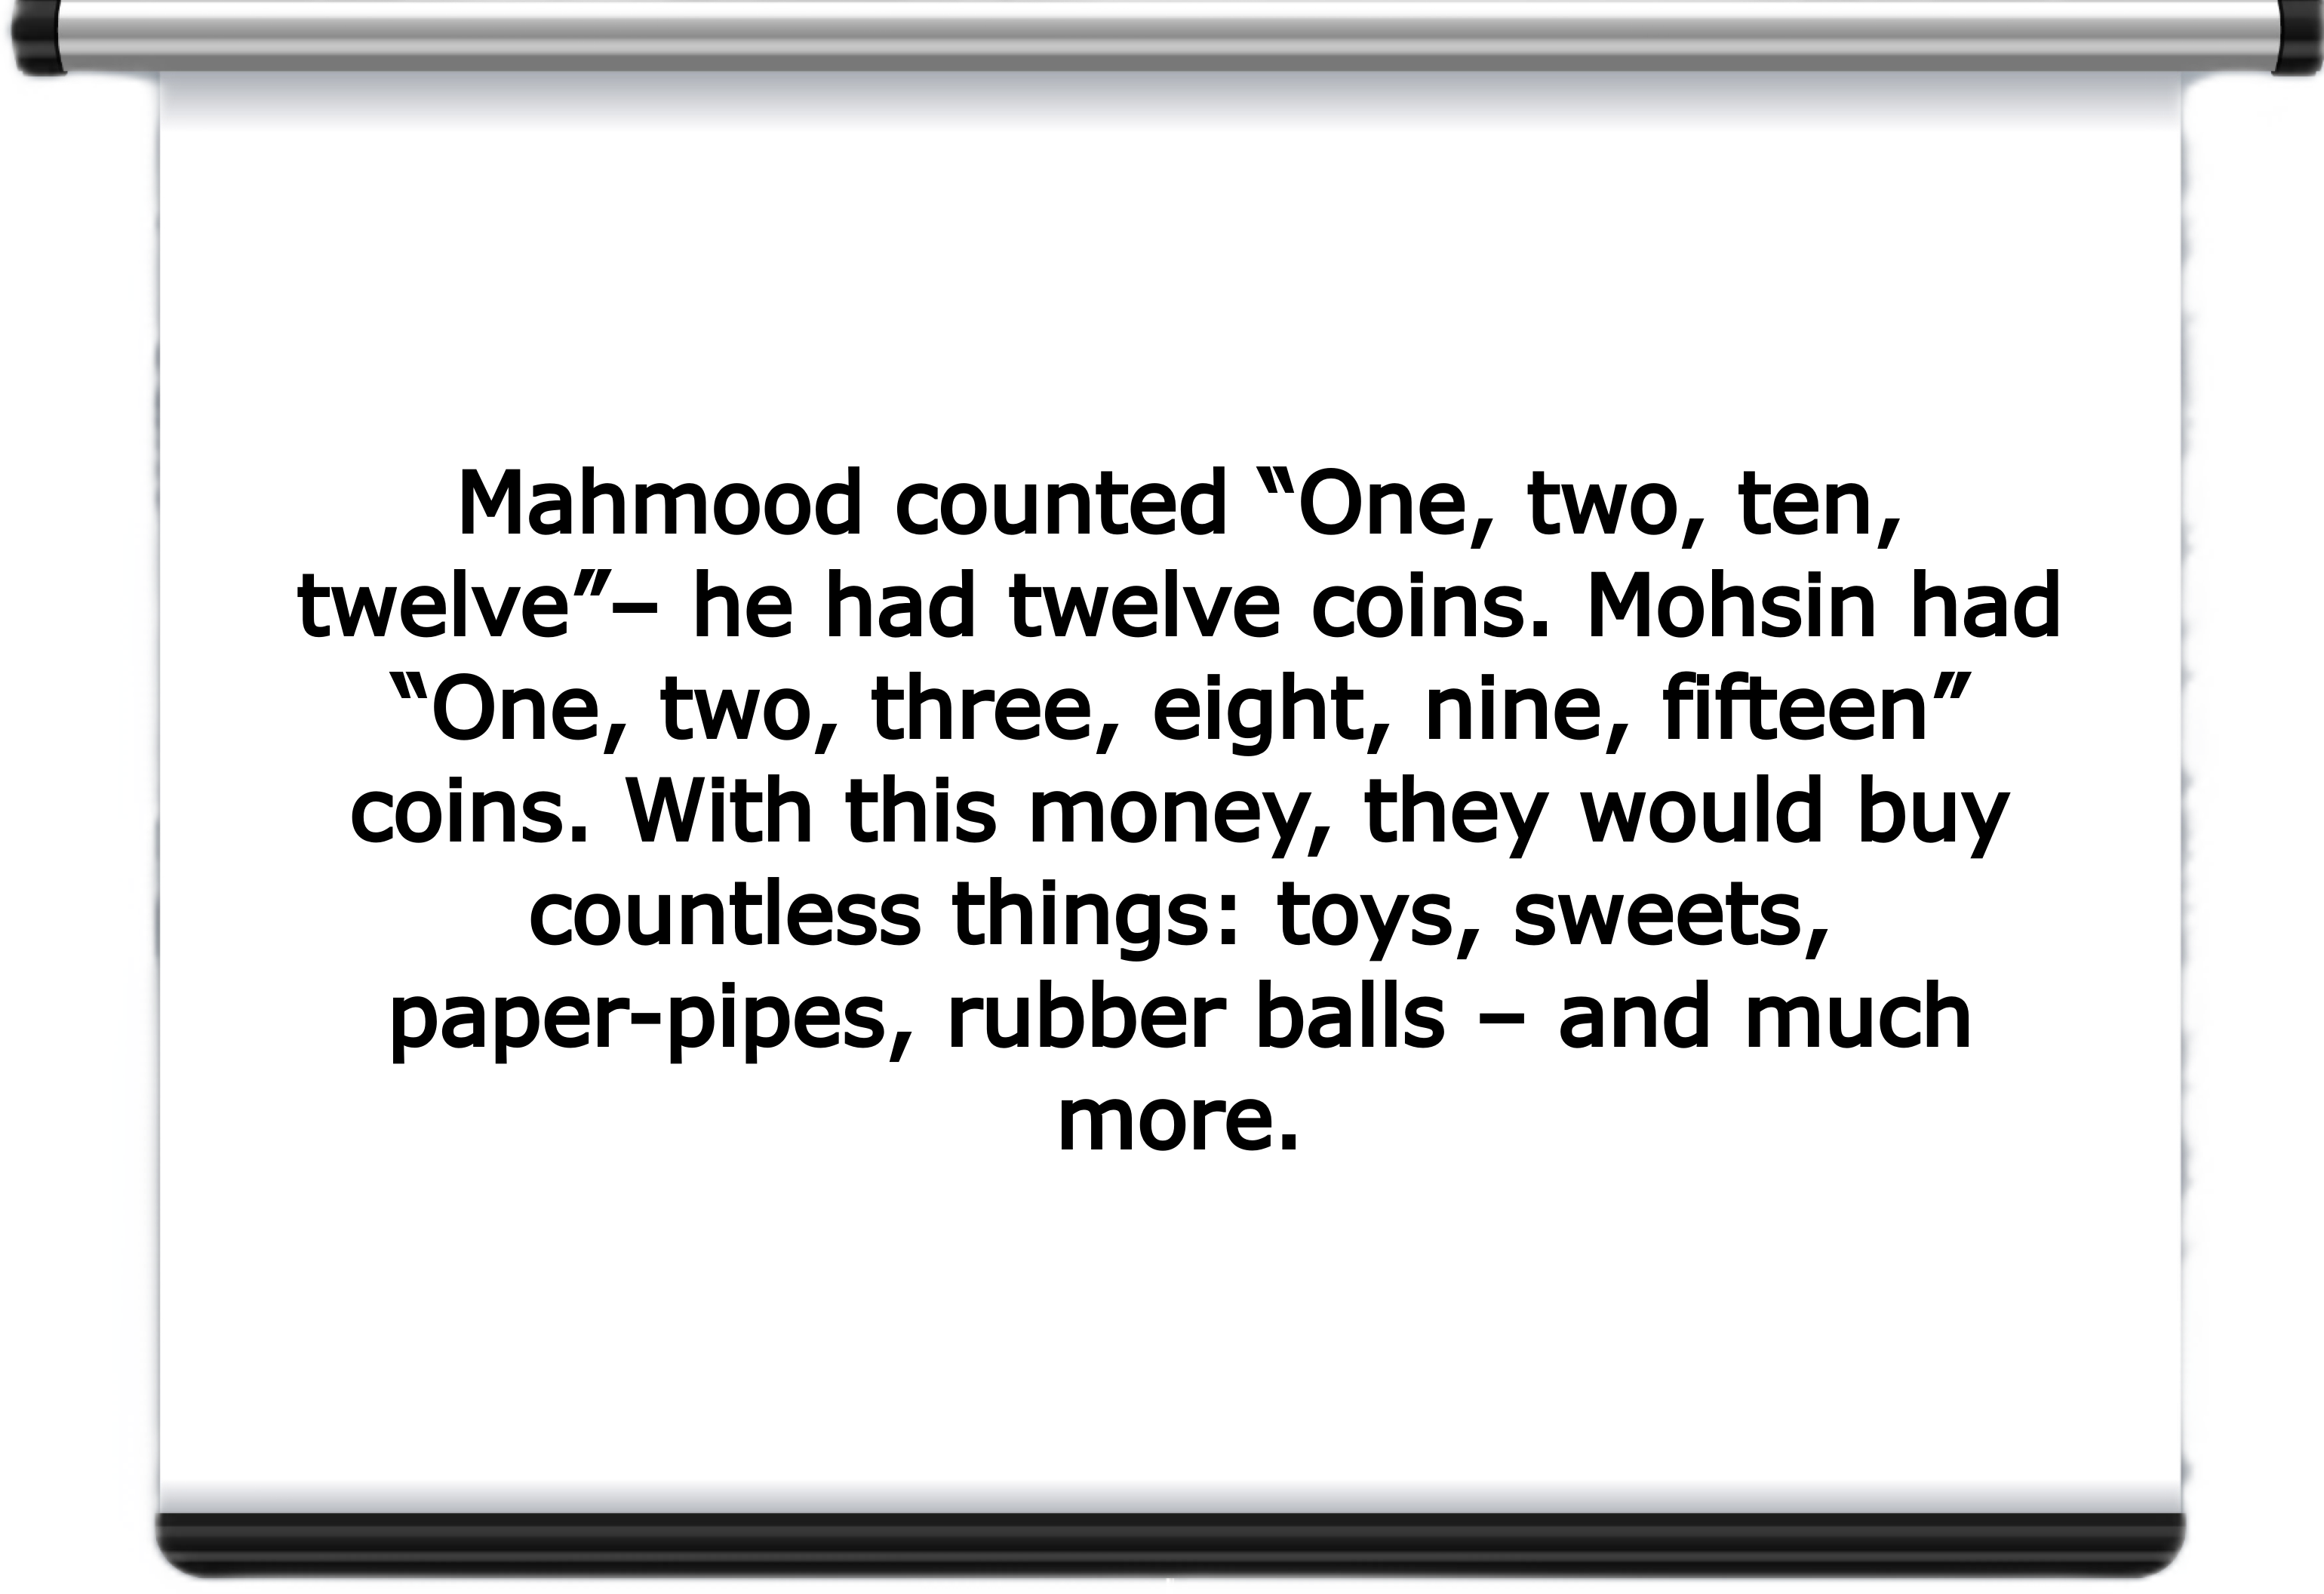 Mahmood counted “One, two, ten,
twelve”– he had twelve coins. Mohsin had
“One, two, three, eight, nine, fifteen”
coins. With this money, they would buy
countless things: toys, sweets,
paper-pipes, rubber balls – and much
more.